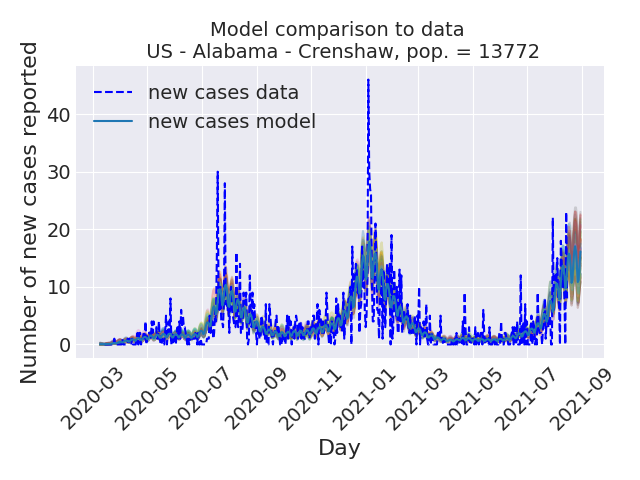 Model comparison to data
US - Alabama - Crenshaw, pop. = 13772
Number of new cases reported
new cases data
new cases model
40
30
20
10
0
2020-03
2020-05
2020-07
2020-09
2020-11
2021-01
2021-03
2021-05
2021-07
2021-09
Day